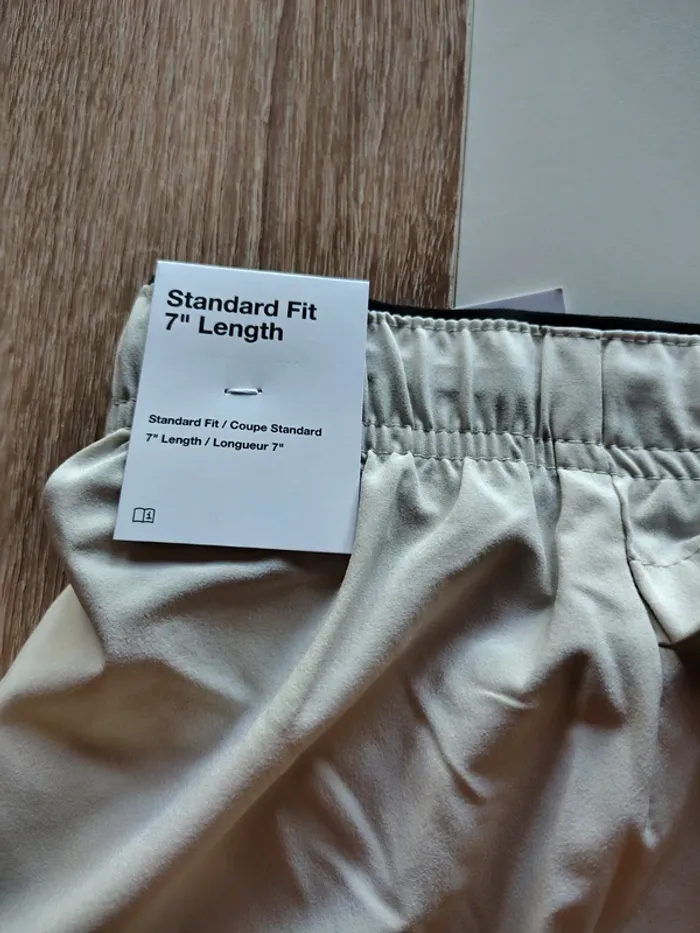 Standard Fit
7" Length
Standard Fit / Coupe Standard
7" Length / Longueur 7"